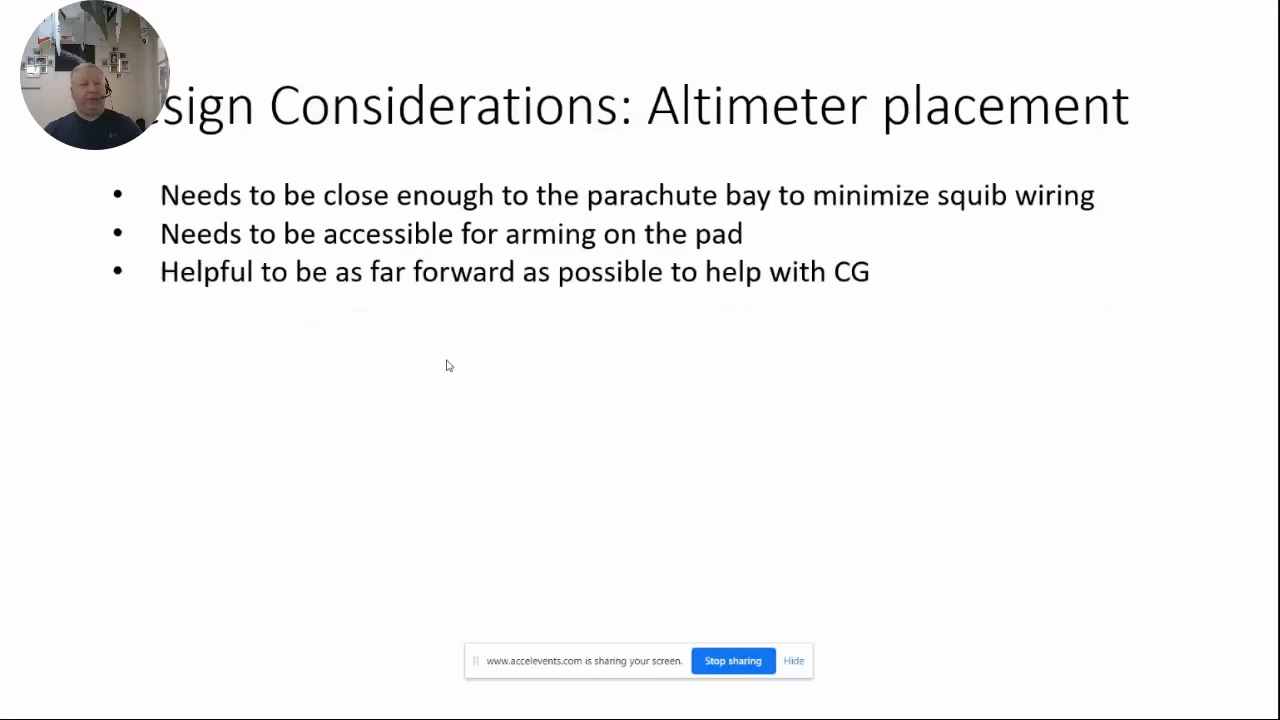 sign Considerations: Altimeter placement
• Needs to be close enough to the parachute bay to minimize squib wiring
• Needs to be accessible for arming on the pad
• Helpful to be as far forward as possible to help with CG
www.accelevents.com is sharing your screen. Stop sharing Hide